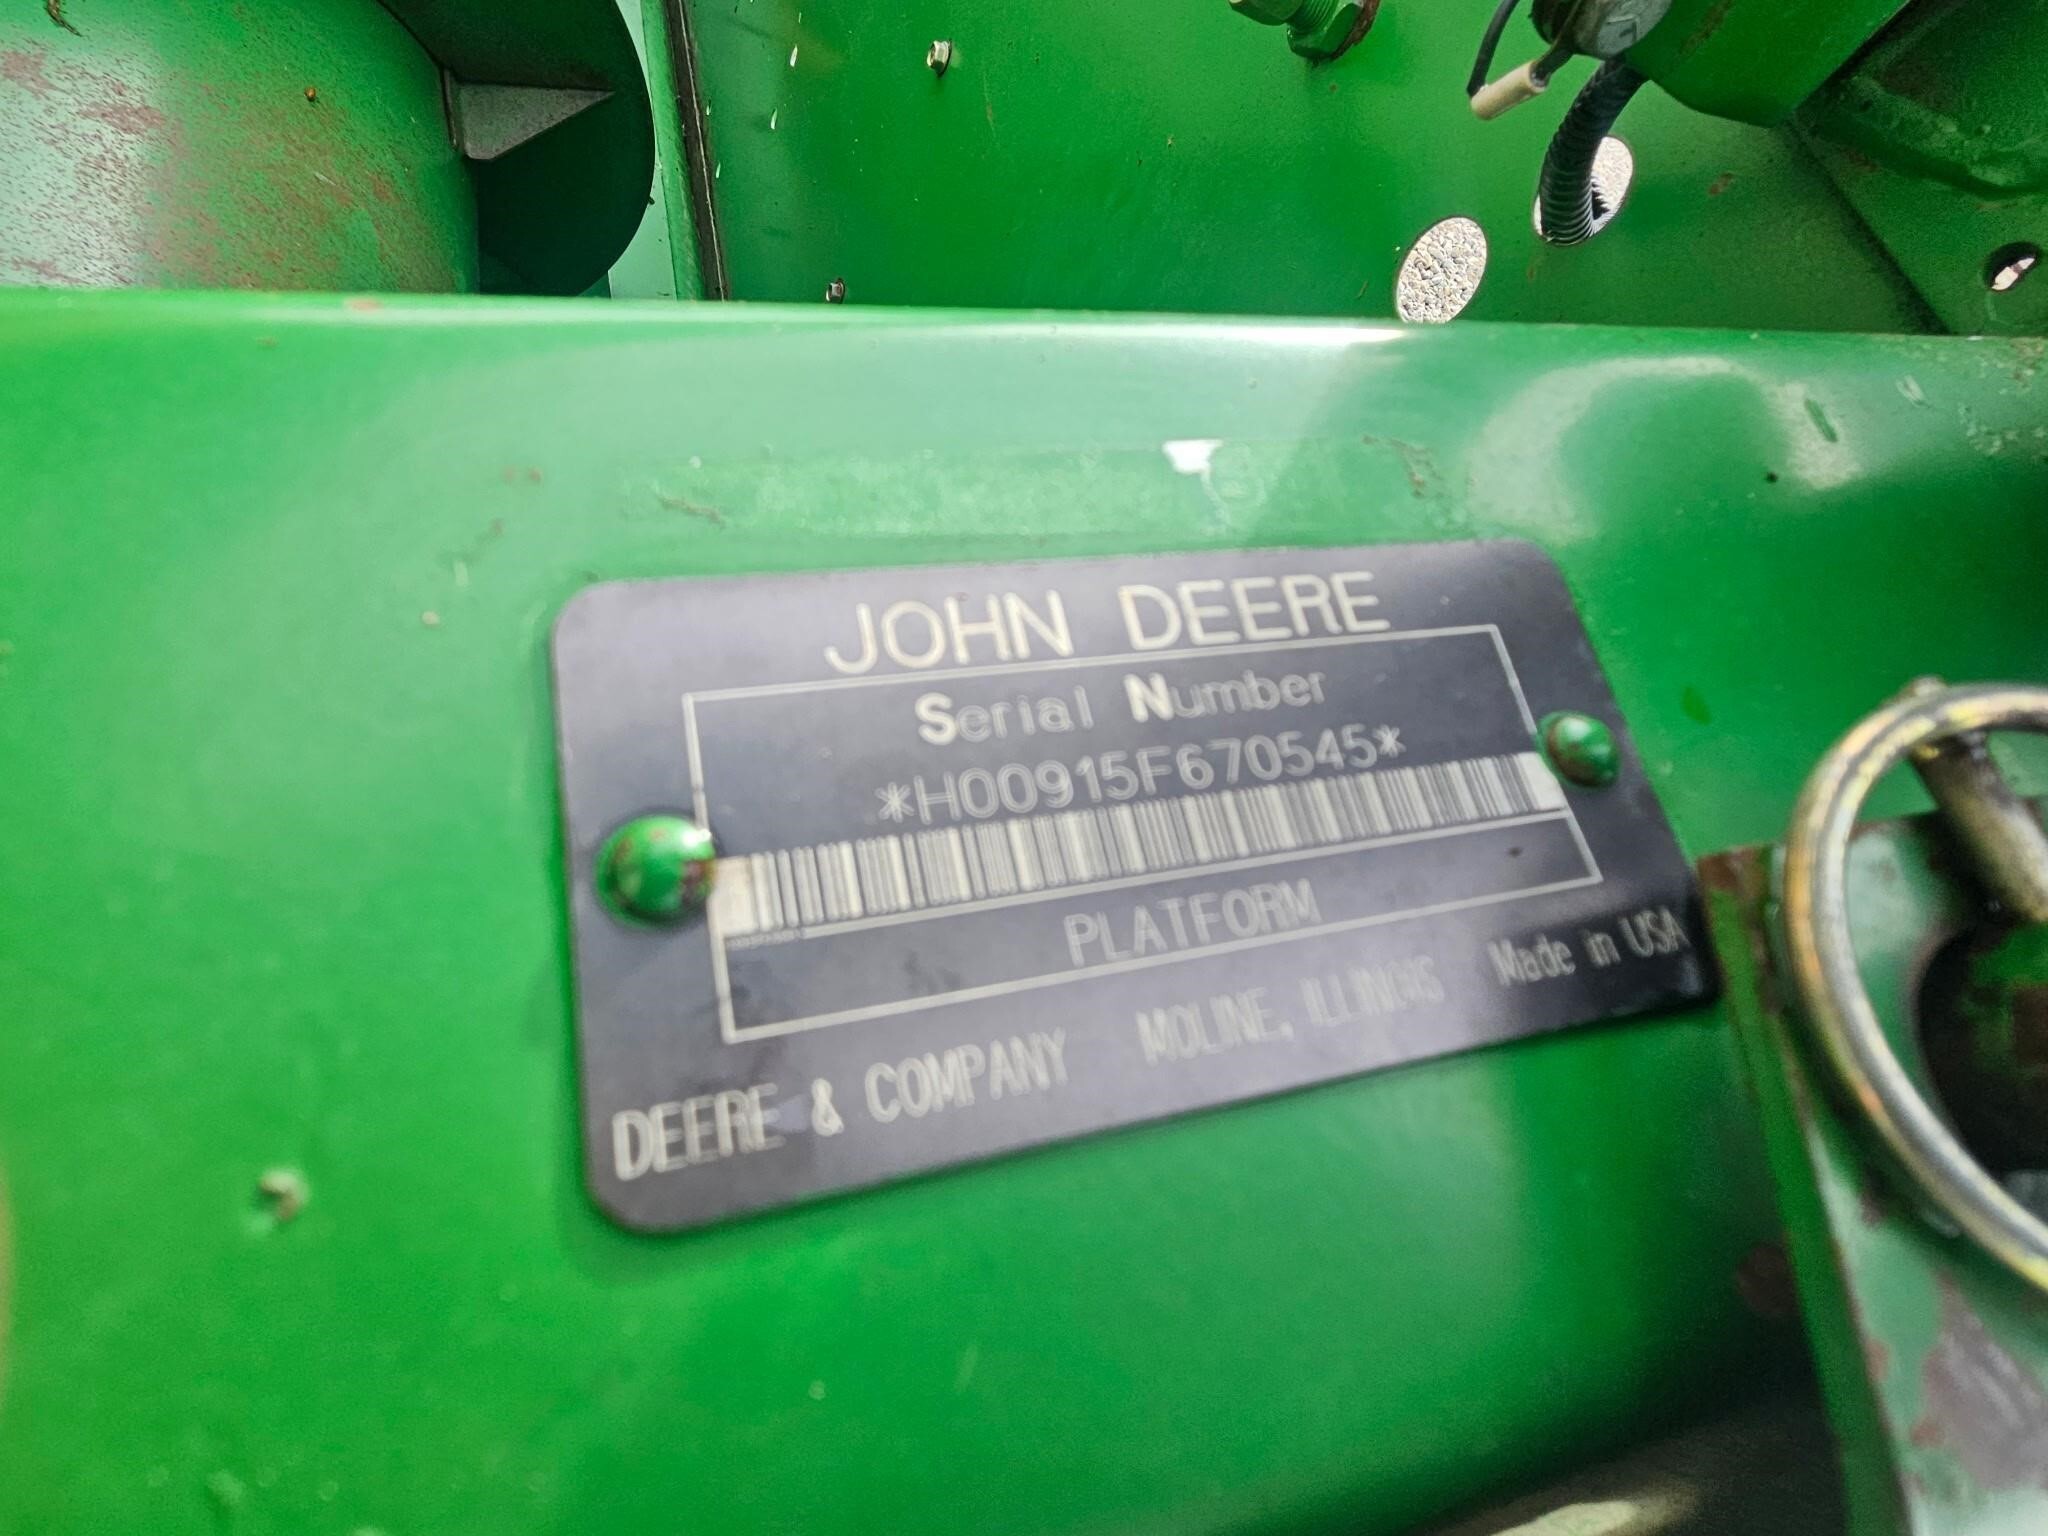 JOHN DEERE
Serial Number
*H00915F670545*
PLATFORM
DEERE & COMPANY MOLINE, ILLINOIS Made in USA